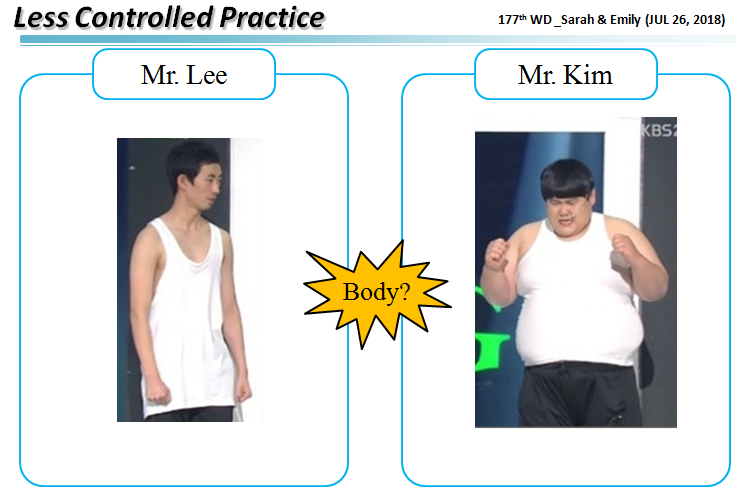 Less Controlled Practice
177th WD _Sarah & Emily (JUL 26, 2018)
Mr. Lee
Mr. Kim
KBS2
Body?